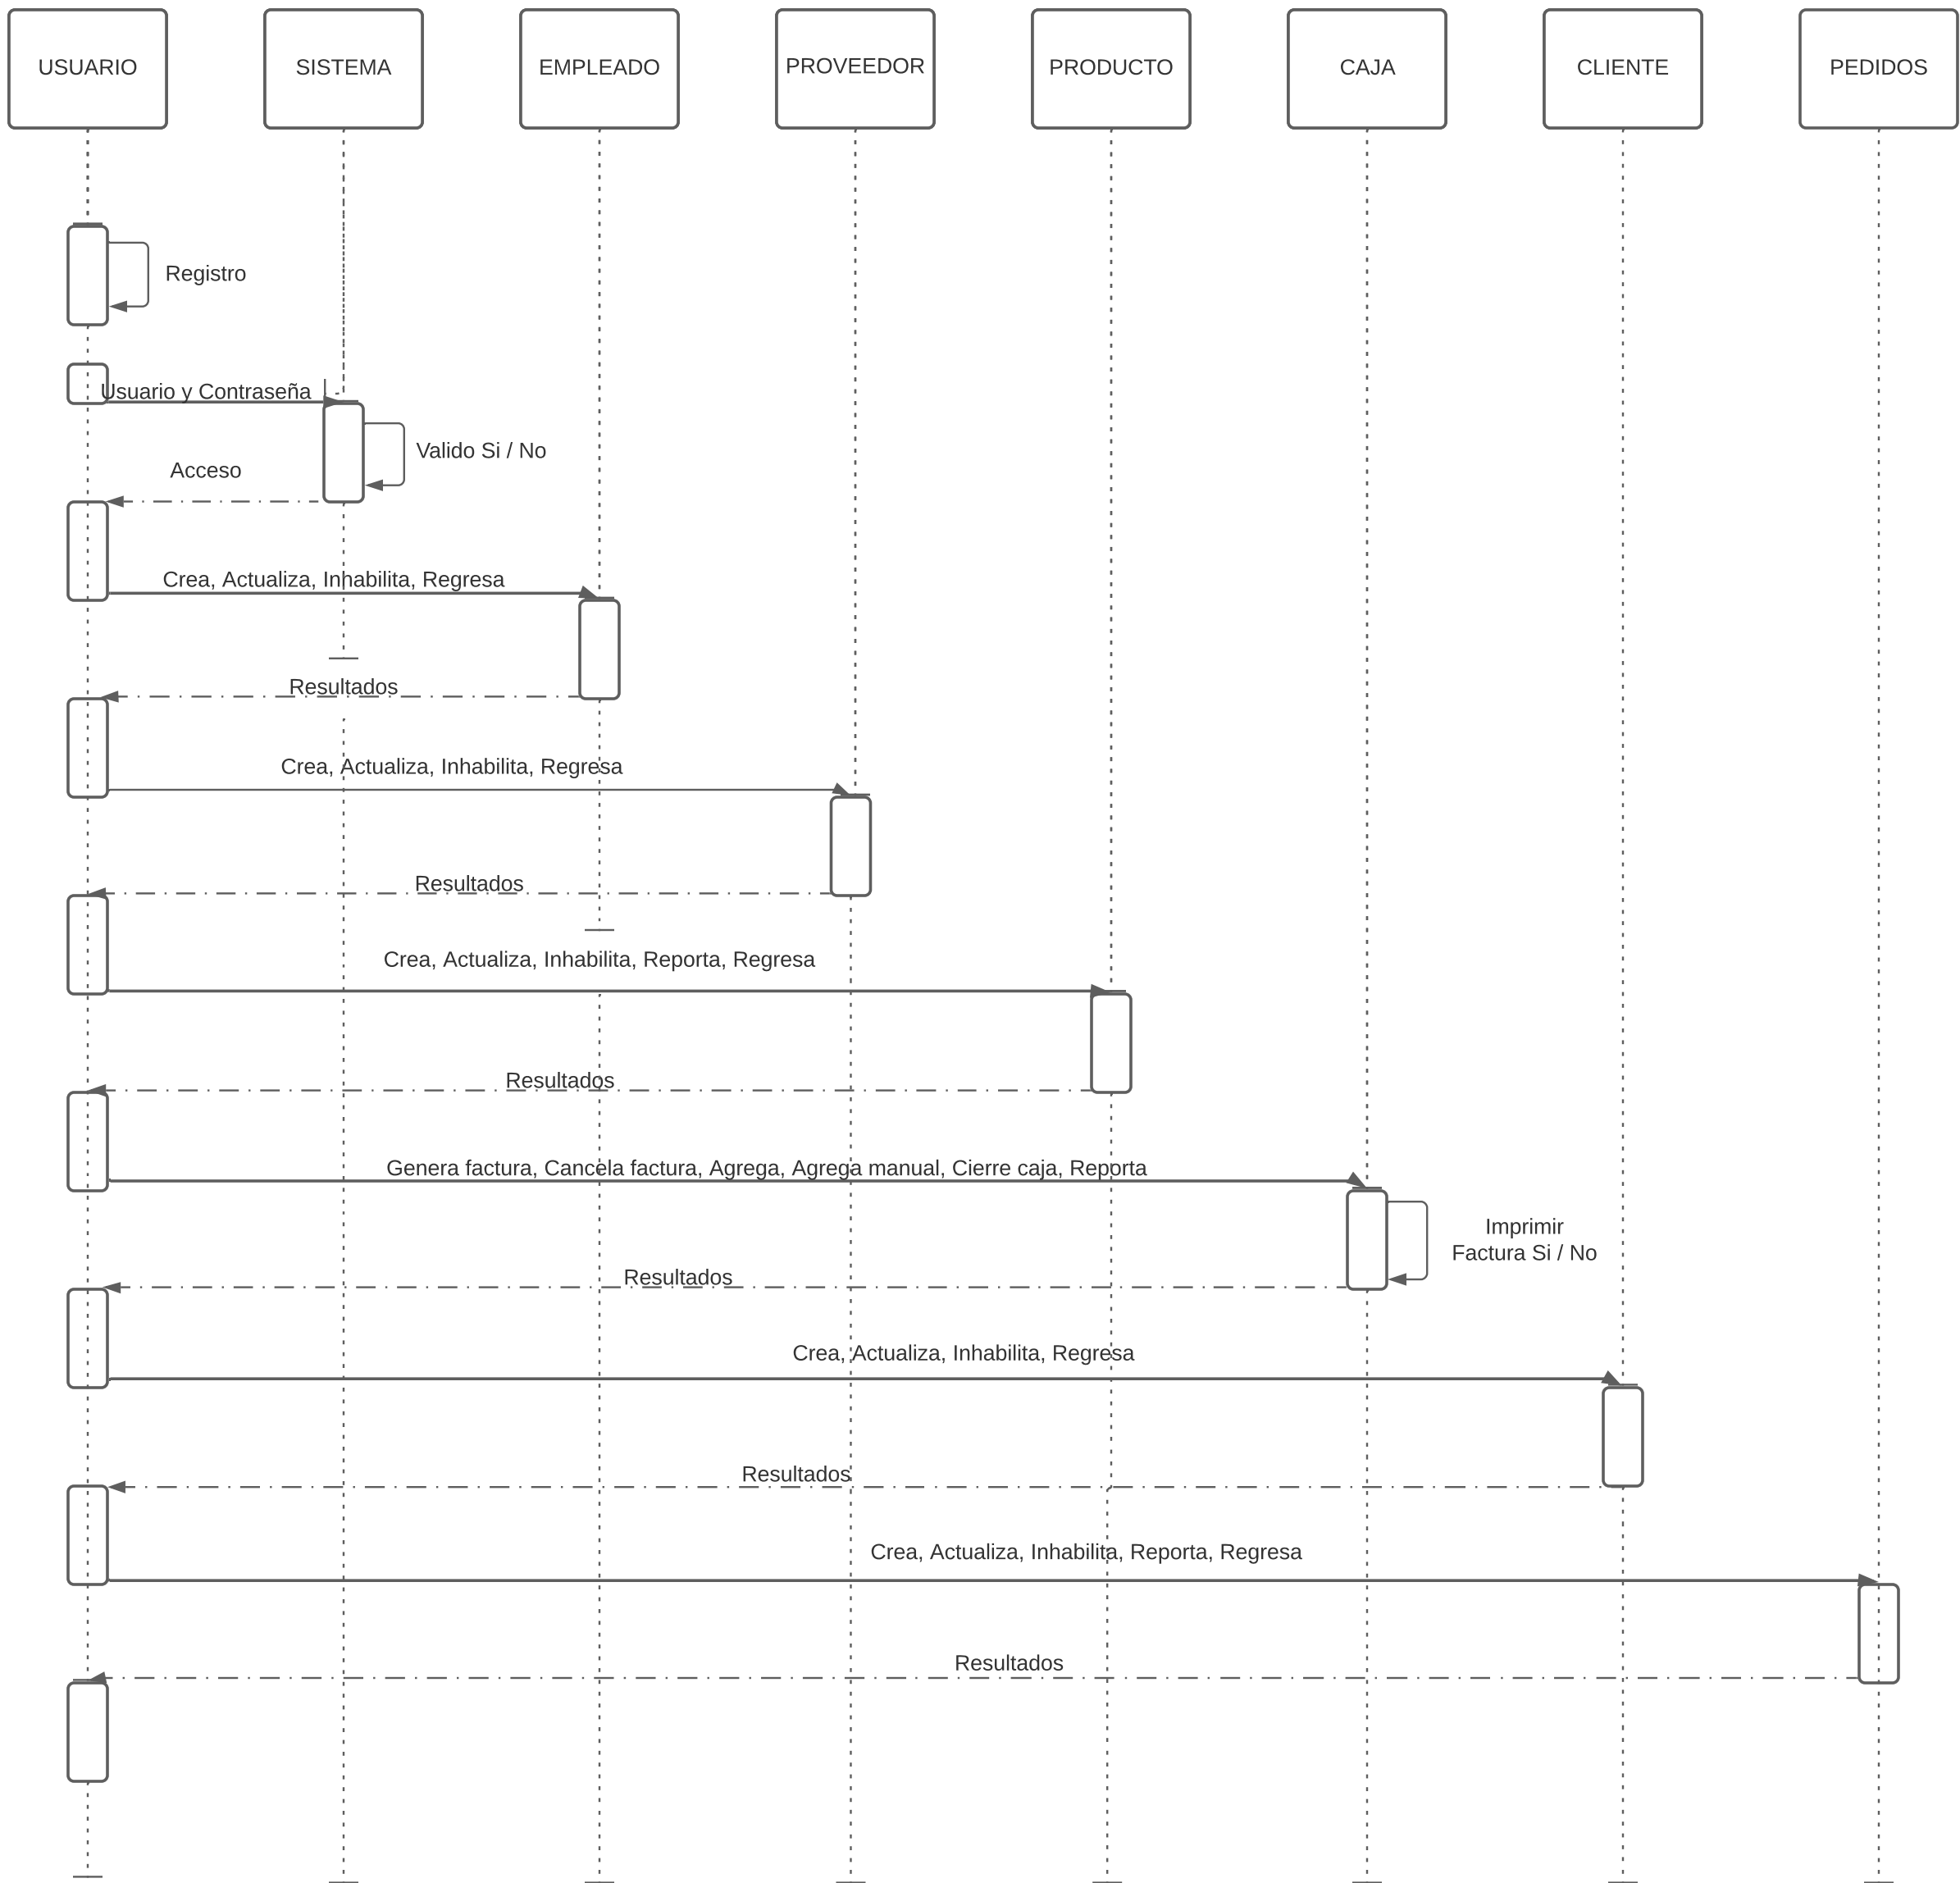 USUARIO
SISTEMA
EMPLEADO
PROVEEDOR
PRODUCTO
CAJA
CLIENTE
PEDIDOS
Registro
Usuario y Contraseña
Valido Si / No
Acceso
Crea, Actualiza, Inhabilita, Regresa
Resultados
Crea, Actualiza, Inhabilita, Regresa
Resultados
Crea, Actualiza, Inhabilita, Reporta, Regresa
Resultados
Genera factura, Cancela factura, Agrega, Agrega manual, Cierre caja, Reporta
Imprimir
Factura Si / No
Resultados
Crea, Actualiza, Inhabilita, Regresa
Resultados
Crea, Actualiza, Inhabilita, Reporta, Regresa
Resultados